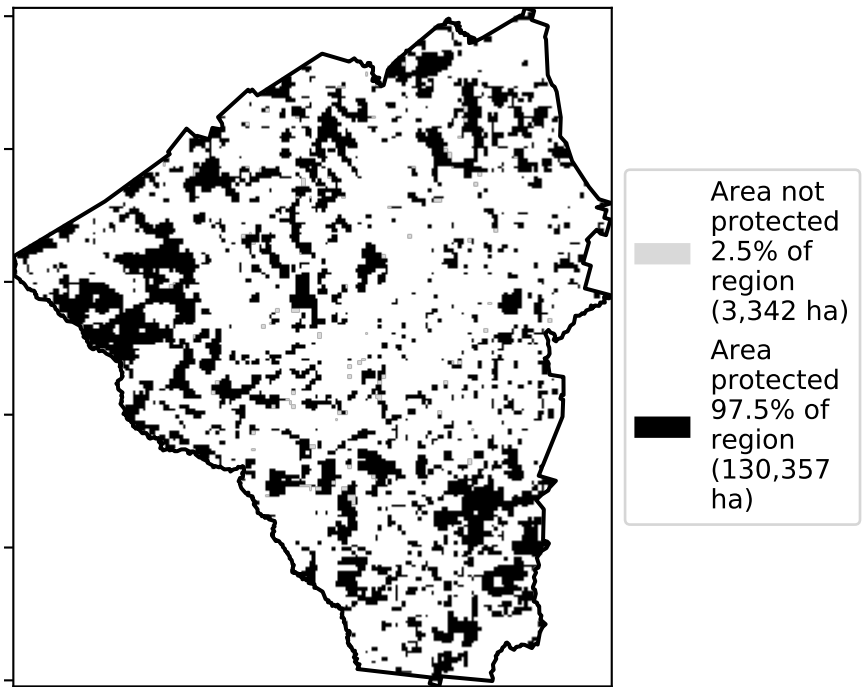 Area not
protected
2.5% of
region
(3,342 ha)
Area
protected
97.5% of
region
(130,357
ha)